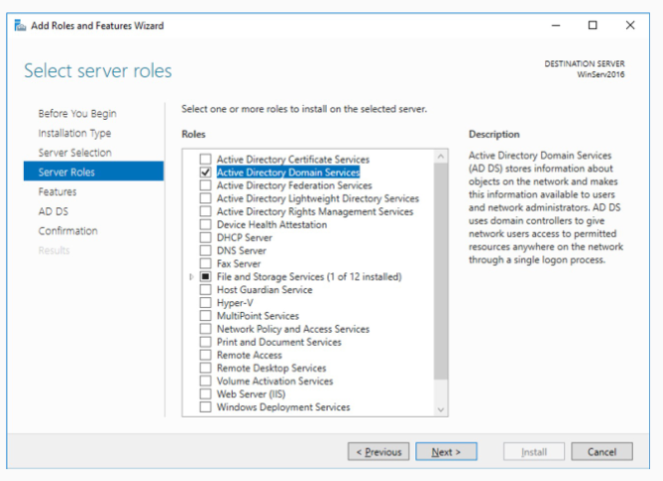 Add Roles and Features Wizard
Select server roles
DESTINATION SERVER
WinServ2016
Before You Begin
Installation Type
Server Selection
Server Roles
Features
AD DS
Confirmation
Results
Select one or more roles to install on the selected server.
Roles
Active Directory Certificate Services
Active Directory Domain Services
Active Directory Federation Services
Active Directory Lightweight Directory Services
Active Directory Rights Management Services
Device Health Attestation
DHCP Server
DNS Server
Fax Server
File and Storage Services (1 of 12 installed)
Host Guardian Service
Hyper-V
MultiPoint Services
Network Policy and Access Services
Print and Document Services
Remote Access
Remote Desktop Services
Volume Activation Services
Web Server (IIS)
Windows Deployment Services
Description
Active Directory Domain Services
(AD DS) stores information about
objects on the network and makes
this information available to users
and network administrators. AD DS
uses domain controllers to give
network users access to permitted
resources anywhere on the network
through a single logon process.
< Previous
Next >
Install
Cancel